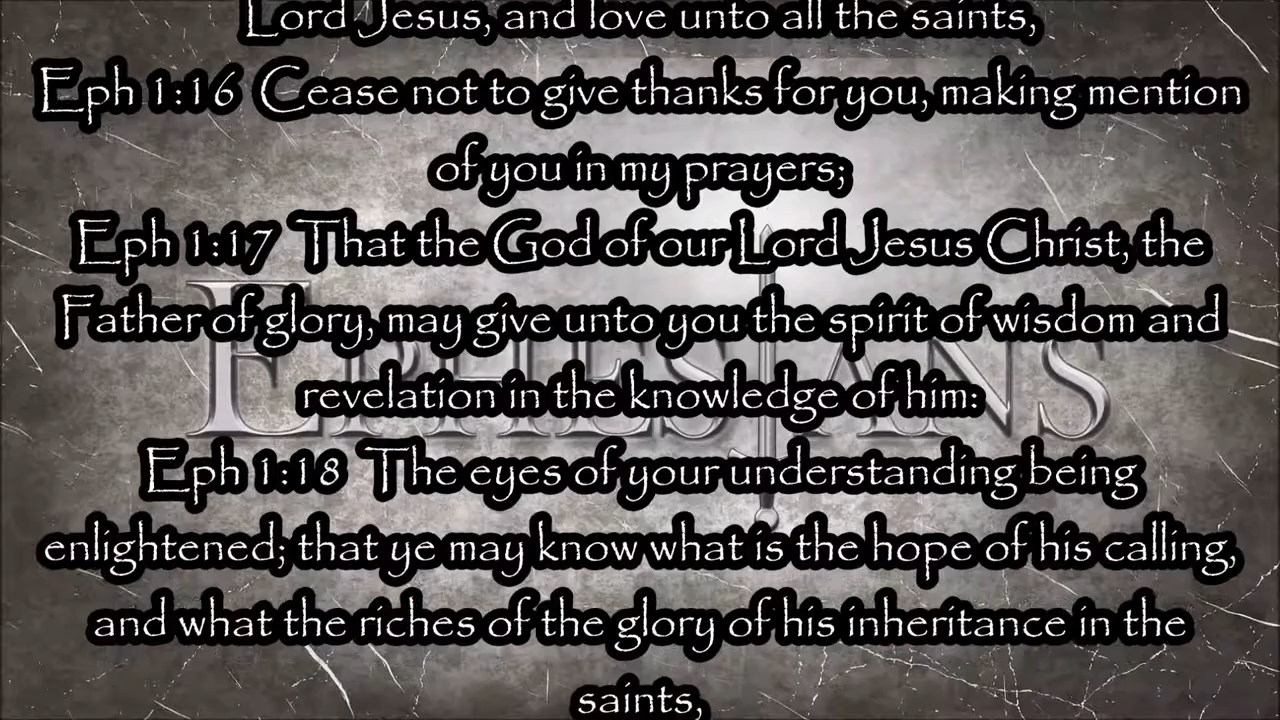 Lord Jesus, and love unto all the saints,
Eph 1:16 Cease not to give thanks for you, making mention
of you in my prayers;
Eph 1:17 That the God of our Lord Jesus Christ, the
Father of glory, may give unto you the spirit of wisdom and
revelation in the knowledge of him:
EPHESIANS
Eph 1:18 The eyes of your understanding being
enlightened; that ye may know what is the hope of his calling,
and what the riches of the glory of his inheritance in the
saints,